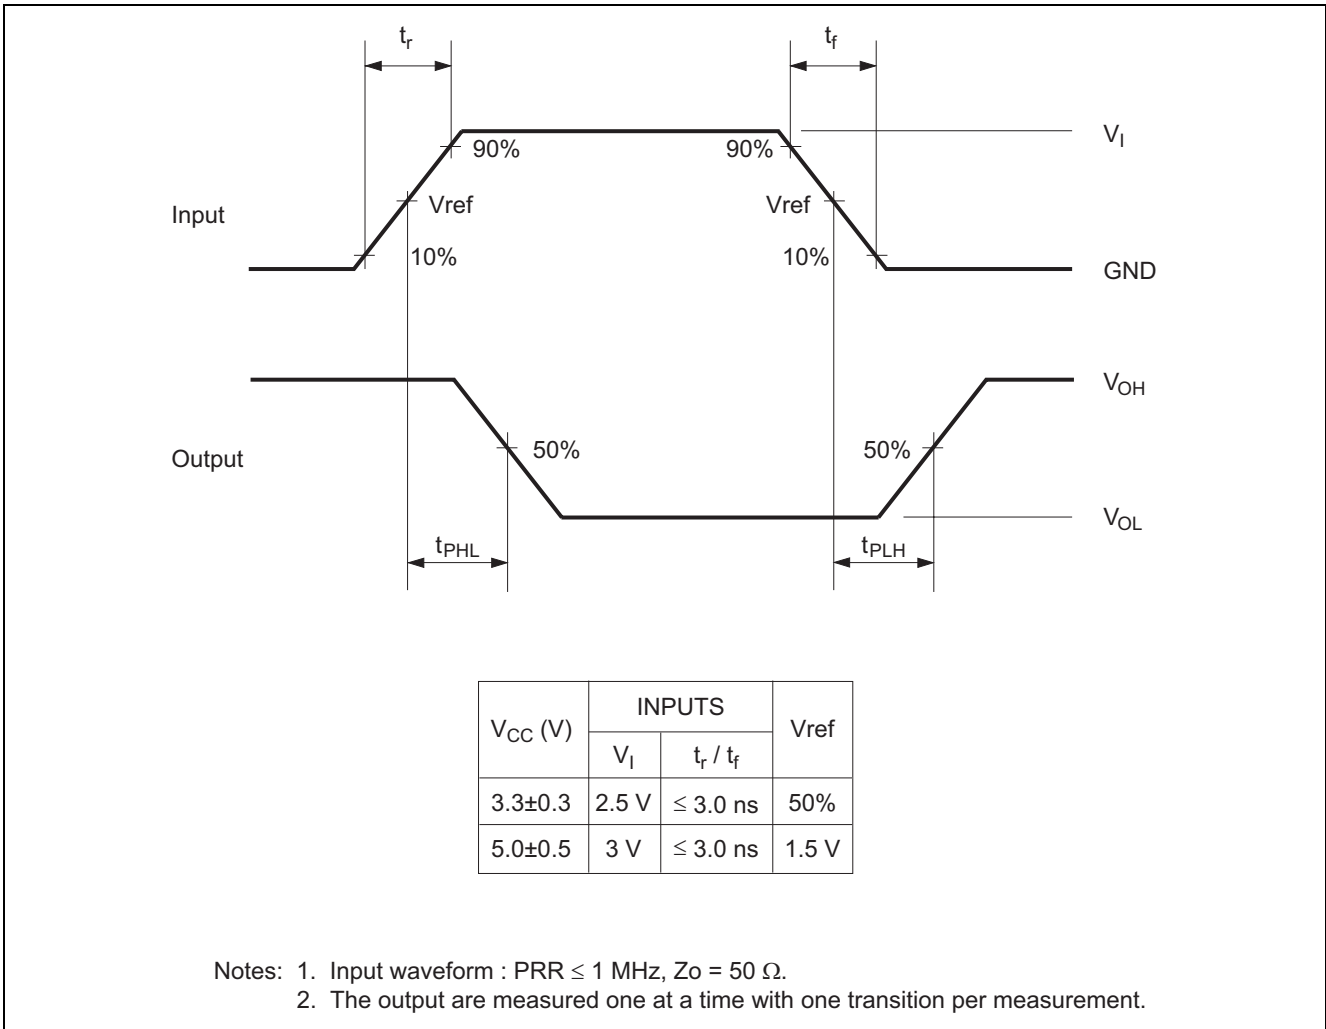 tr tf
90% 90% VI
Input Vref Vref
10% 10% GND
VOH
Output 50% 50%
VOL
tPHL tPLH
VCC (V) INPUTS Vref
VI tr / tf
3.3±0.3 2.5 V ≤ 3.0 ns 50%
5.0±0.5 3 V ≤ 3.0 ns 1.5 V
Notes: 1. Input waveform : PRR ≤ 1 MHz, Zo = 50 Ω.
2. The output are measured one at a time with one transition per measurement.